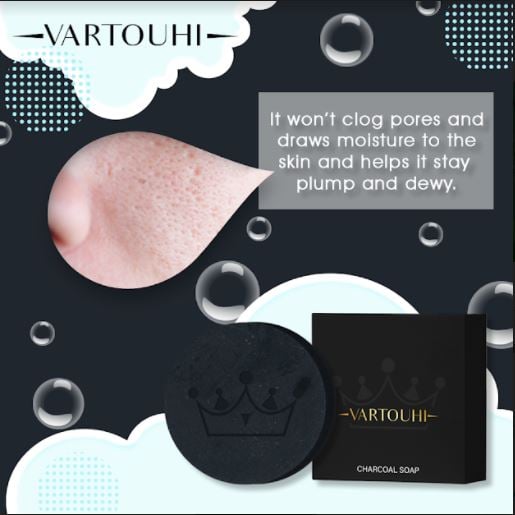 VARTOUHI
It won't clog pores and
draws moisture to the
skin and helps it stay
plump and dewy.
V
VARTOUHI
CHARCOAL SOAP